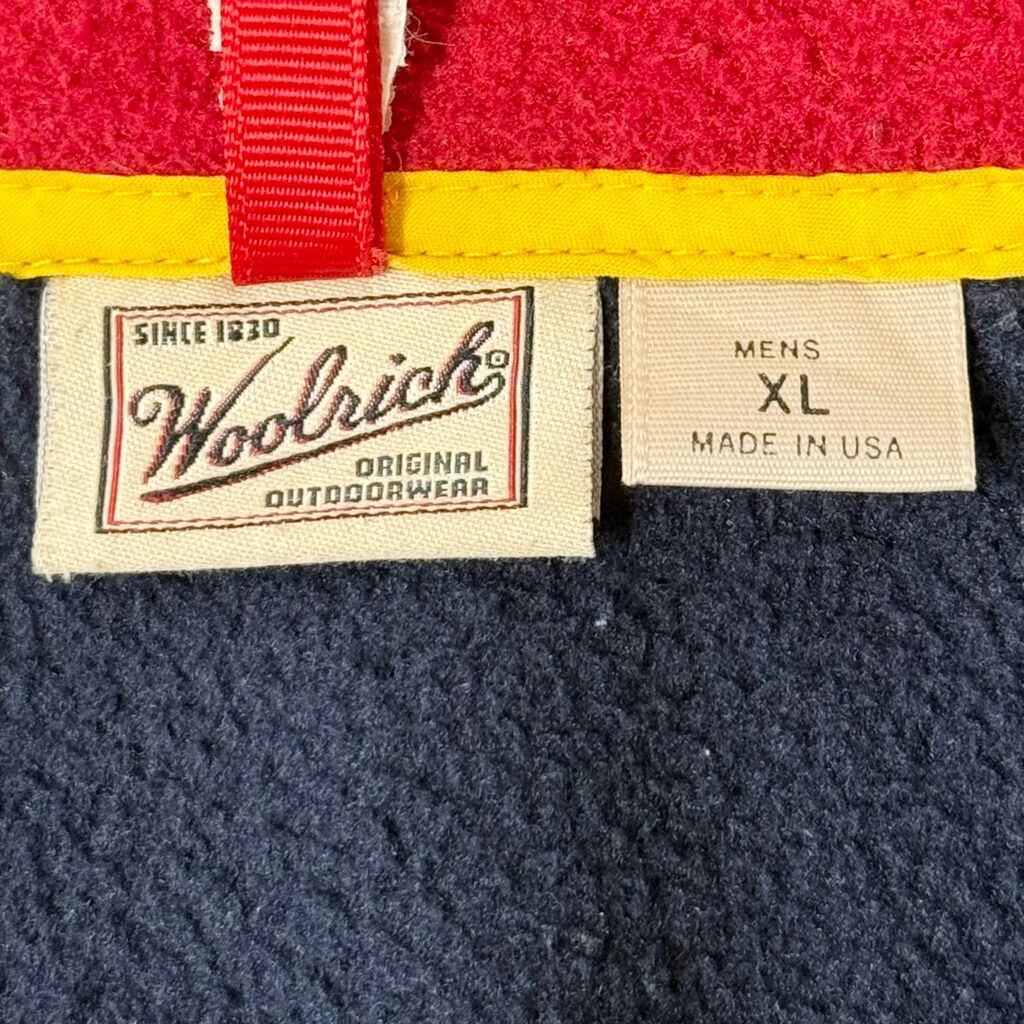 SINCE 1830
Woolrich
ORIGINAL
OUTDOORWEAR
MENS
XL
MADE IN USA